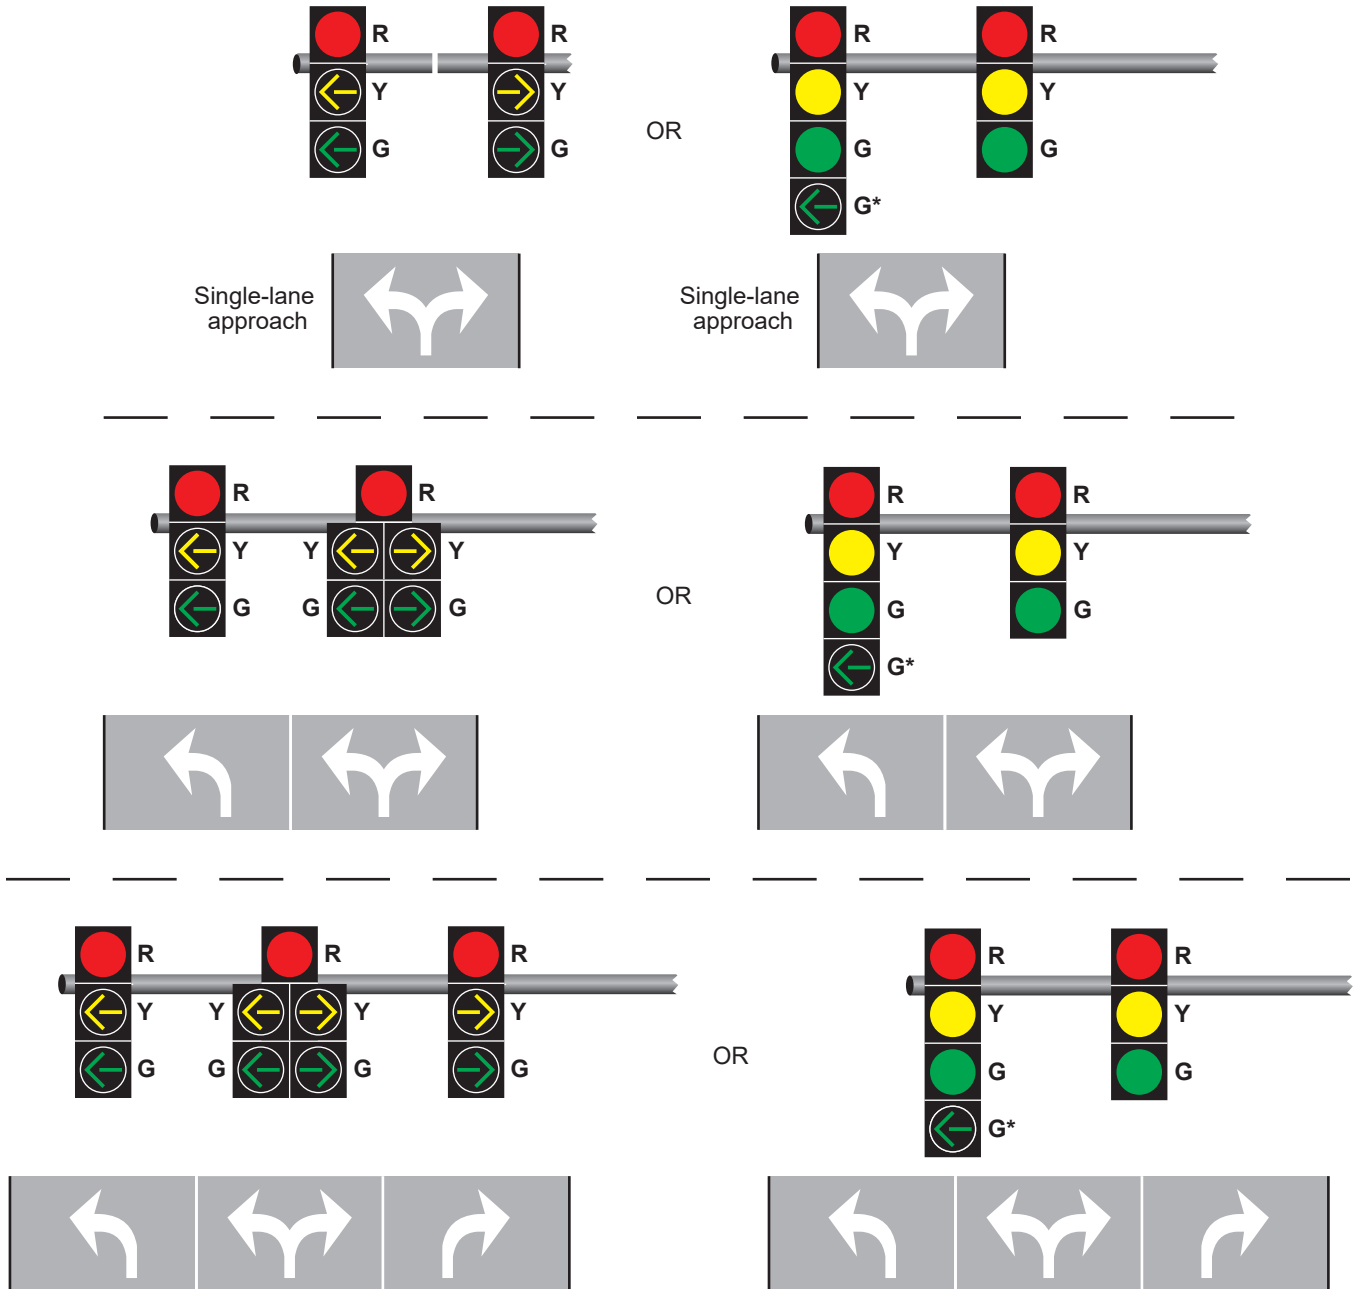 R R R R
Y Y Y Y
OR
G G G G
G*
Single-lane approach
Single-lane approach
R R R R
Y Y Y Y Y
OR
G G G G G
G*
R R R R R
Y Y Y Y Y Y
OR
G G G G G G
G*